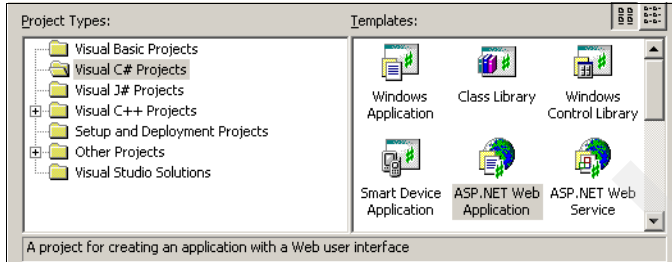 Project Types:
Templates:
Visual Basic Projects
Visual C# Projects
Visual J# Projects
Visual C++ Projects
Setup and Deployment Projects
Other Projects
Visual Studio Solutions
Windows
Application
Class Library
Windows
Control Library
Smart Device
Application
ASP.NET Web
Application
ASP.NET Web
Service
A project for creating an application with a Web user interface